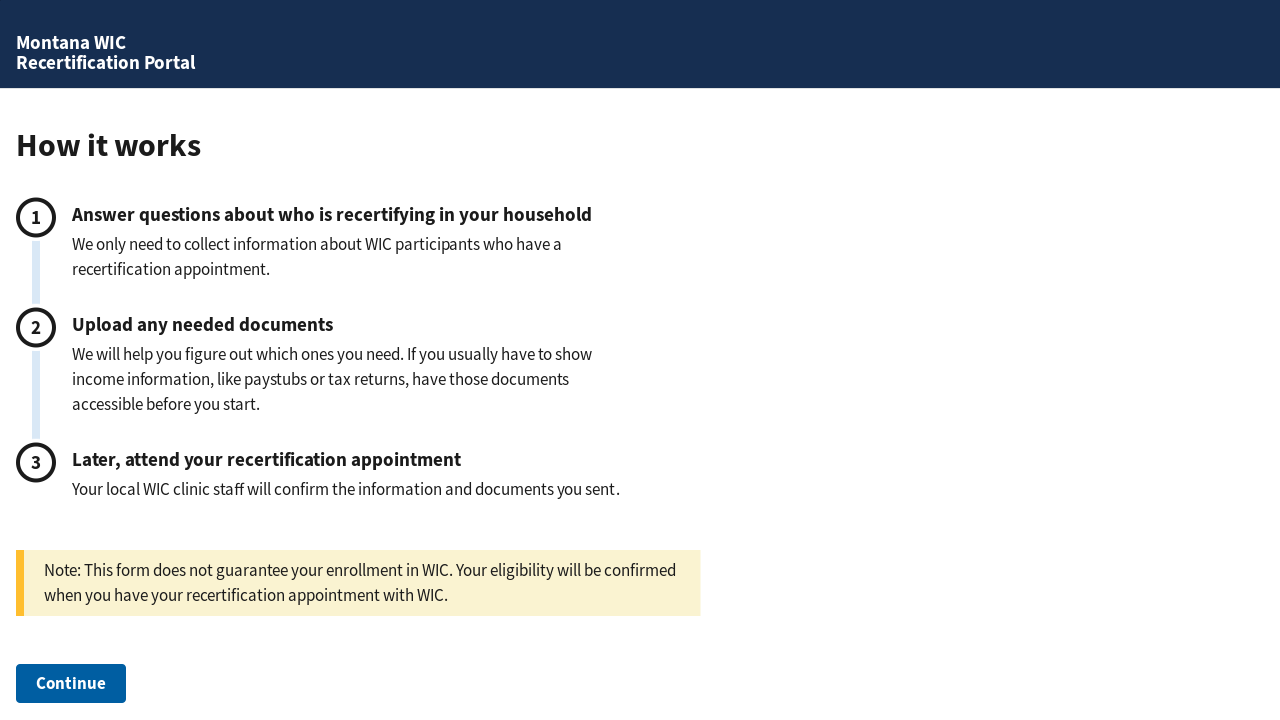 Montana WIC
Recertification Portal
How it works
1
Answer questions about who is recertifying in your household
We only need to collect information about WIC participants who have a
recertification appointment.
2
Upload any needed documents
We will help you figure out which ones you need. If you usually have to show
income information, like paystubs or tax returns, have those documents
accessible before you start.
3
Later, attend your recertification appointment
Your local WIC clinic staff will confirm the information and documents you sent.
Note: This form does not guarantee your enrollment in WIC. Your eligibility will be confirmed
when you have your recertification appointment with WIC.
Continue